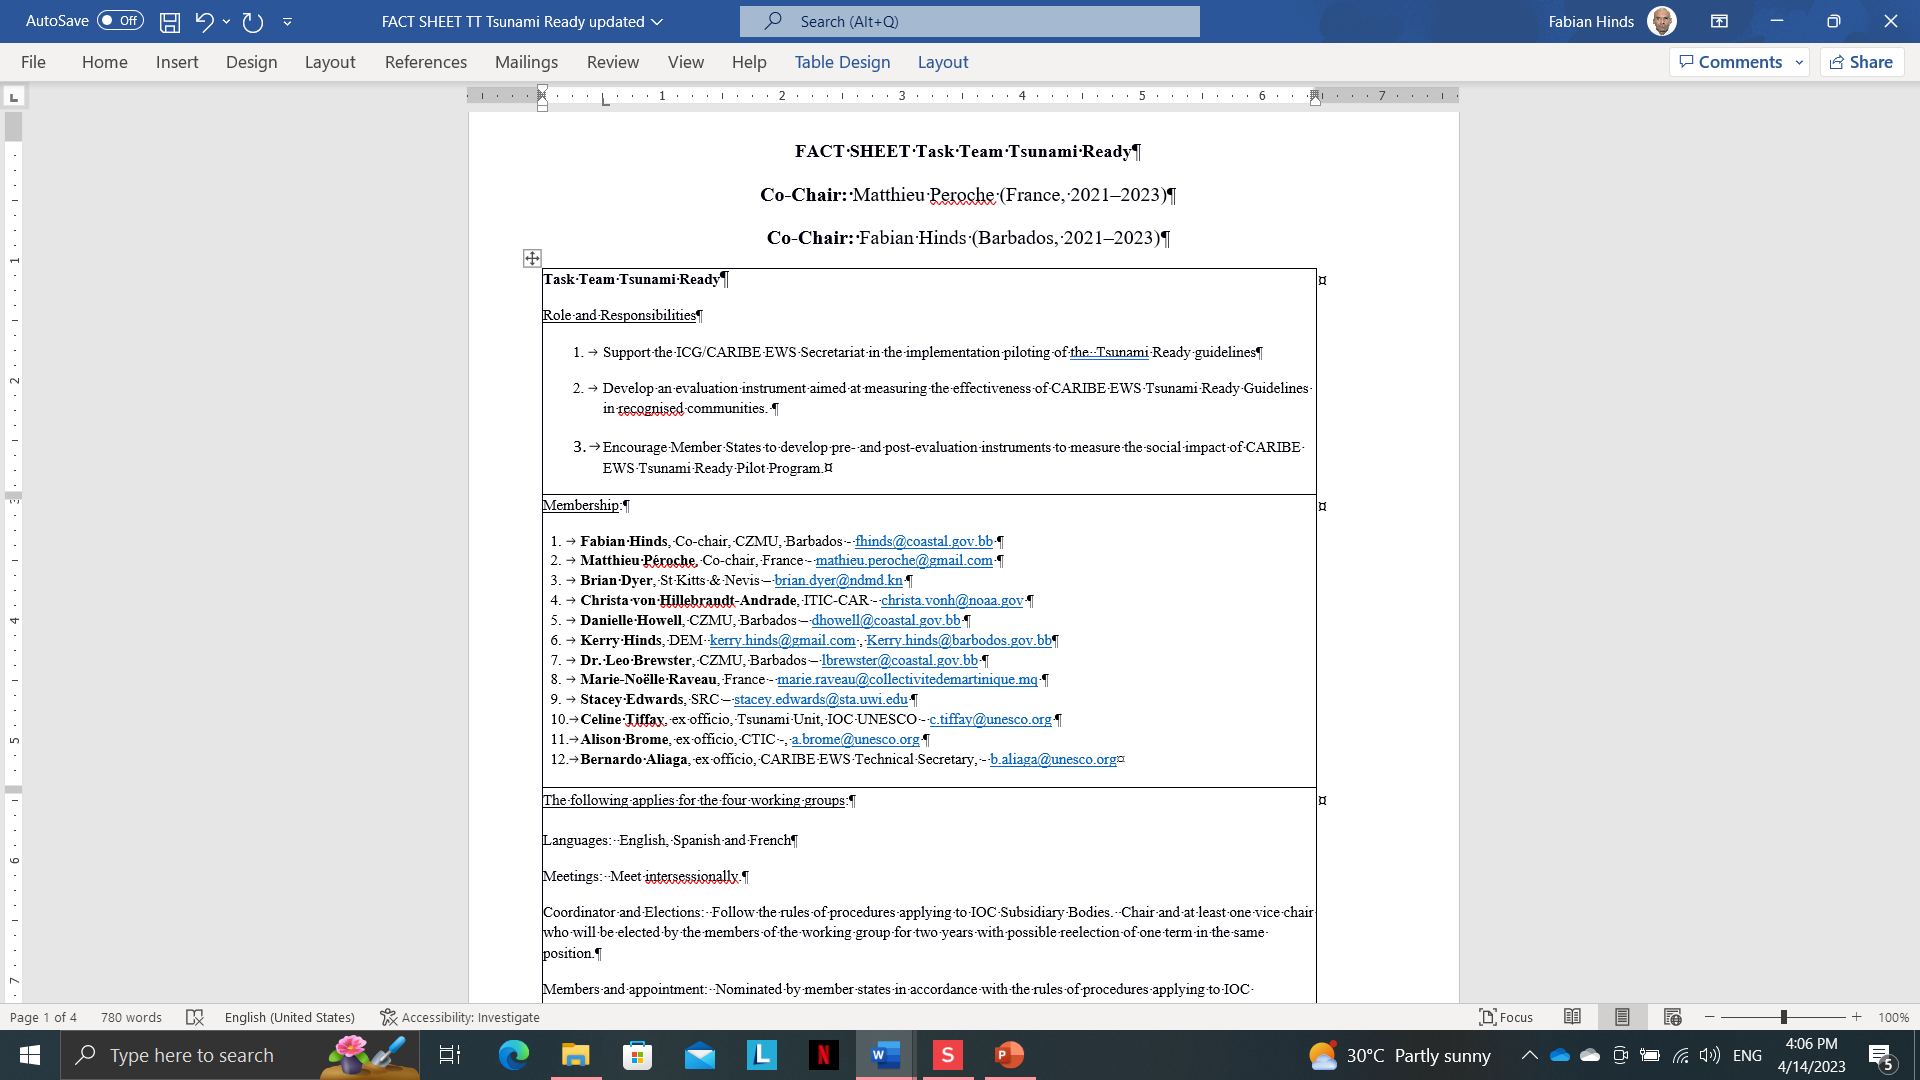 AutoSave Off FACT SHEET TT Tsunami Ready updated Search (Alt+Q) Fabian Hinds
File Home Insert Design Layout References Mailings Review View Help Table Design Layout Comments Share
1 2 3 4 5 6 7
FACT SHEET Task Team Tsunami Ready¶
Co-Chair: Matthieu Peroche (France, 2021–2023)¶
Co-Chair: Fabian Hinds (Barbados, 2021–2023)¶
Task Team Tsunami Ready¶
Role and Responsibilities¶
1. → Support the ICG/CARIBE EWS Secretariat in the implementation piloting of the Tsunami Ready guidelines¶
2. → Develop an evaluation instrument aimed at measuring the effectiveness of CARIBE EWS Tsunami Ready Guidelines
in recognised communities. ¶
3. → Encourage Member States to develop pre- and post-evaluation instruments to measure the social impact of CARIBE
EWS Tsunami Ready Pilot Program.¤
Membership:¶
1. → Fabian Hinds, Co-chair, CZMU, Barbados - fhinds@coastal.gov.bb ¶
2. → Matthieu Péroche, Co-chair, France - mathieu.peroche@gmail.com ¶
3. → Brian Dyer, St Kitts & Nevis – brian.dyer@ndmd.kn ¶
4. → Christa von Hillebrandt-Andrade, ITIC-CAR - christa.vonh@noaa.gov ¶
5. → Danielle Howell, CZMU, Barbados – dhowell@coastal.gov.bb ¶
6. → Kerry Hinds, DEM kerry.hinds@gmail.com , Kerry.hinds@barbodos.gov.bb¶
7. → Dr. Leo Brewster, CZMU, Barbados – lbrewster@coastal.gov.bb ¶
8. → Marie-Noëlle Raveau, France - marie.raveau@collectivitedemartinique.mq ¶
9. → Stacey Edwards, SRC – stacey.edwards@sta.uwi.edu ¶
10. → Celine Tiffay, ex officio, Tsunami Unit, IOC UNESCO - c.tiffay@unesco.org ¶
11. → Alison Brome, ex officio, CTIC -, a.brome@unesco.org ¶
12. → Bernardo Aliaga, ex officio, CARIBE EWS Technical Secretary, - b.aliaga@unesco.org¤
The following applies for the four working groups:¶
Languages: English, Spanish and French¶
Meetings: Meet intersessionally.¶
Coordinator and Elections: Follow the rules of procedures applying to IOC Subsidiary Bodies. Chair and at least one vice chair
who will be elected by the members of the working group for two years with possible reelection of one term in the same
position.¶
Members and appointment: Nominated by member states in accordance with the rules of procedures applying to IOC
Page 1 of 4 780 words English (United States) Accessibility: Investigate Focus 100%
Type here to search 30°C Partly sunny ENG 4:06 PM
4/14/2023 5